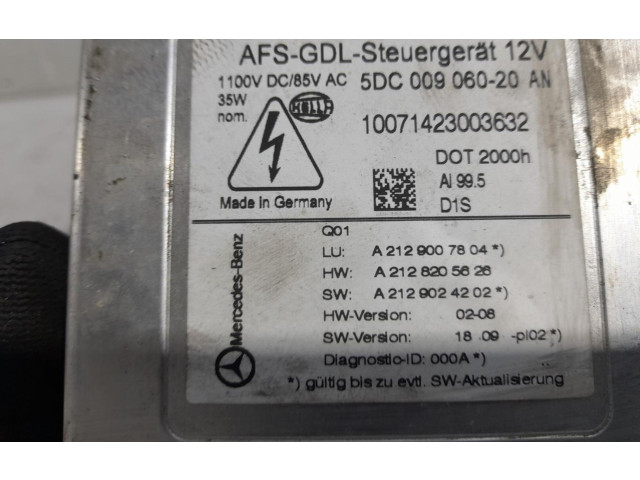 AFS-GDL-Steuergerät 12V
1100V DC/85V AC 5DC 009 060-20 AN
35W
nom.
HELLA
10071423003632
DOT 2000h
Al 99.5
D1S
Made in Germany
Mercedes-Benz
Q01
LU: A 212 900 78 04 *)
HW: A 212 820 56 26
SW: A 212 902 42 02 *)
HW-Version: 02-08
SW-Version: 18.09 -pl02 *)
Diagnostic-ID: 000A *)
*) gültig bis zu evtl. SW-Aktualisierung